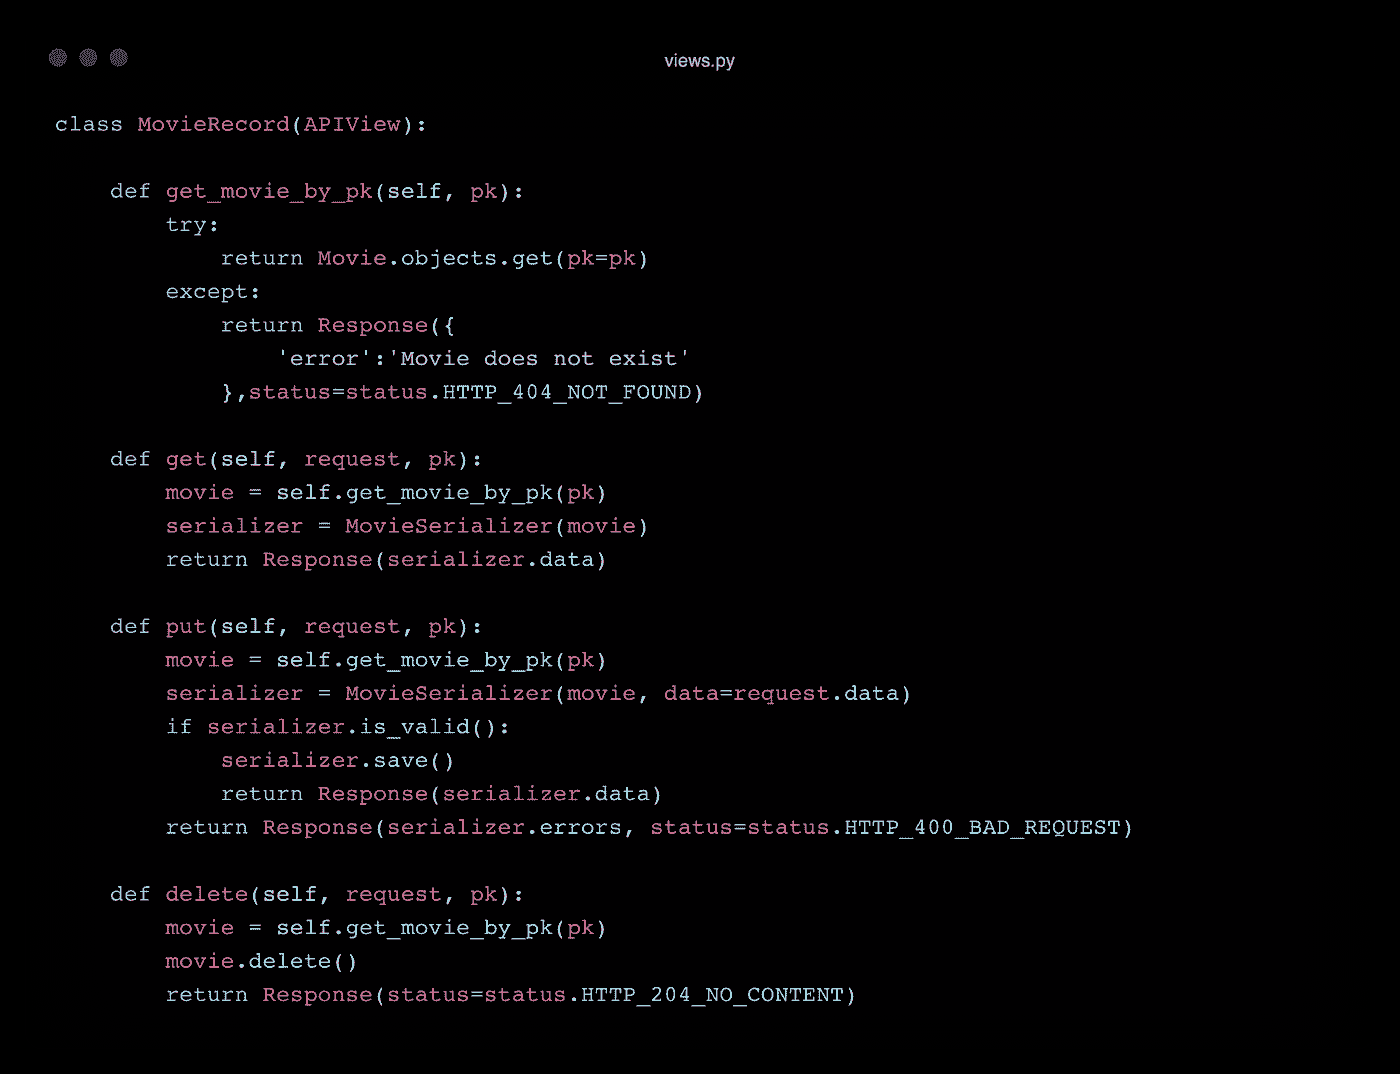 views.py
class MovieRecord(APIView):
    def get_movie_by_pk(self, pk):
        try:
            return Movie.objects.get(pk=pk)
        except:
            return Response({
                'error':'Movie does not exist'
            },status=status.HTTP_404_NOT_FOUND)
    def get(self, request, pk):
        movie = self.get_movie_by_pk(pk)
        serializer = MovieSerializer(movie)
        return Response(serializer.data)
    def put(self, request, pk):
        movie = self.get_movie_by_pk(pk)
        serializer = MovieSerializer(movie, data=request.data)
        if serializer.is_valid():
            serializer.save()
            return Response(serializer.data)
        return Response(serializer.errors, status=status.HTTP_400_BAD_REQUEST)
    def delete(self, request, pk):
        movie = self.get_movie_by_pk(pk)
        movie.delete()
        return Response(status=status.HTTP_204_NO_CONTENT)